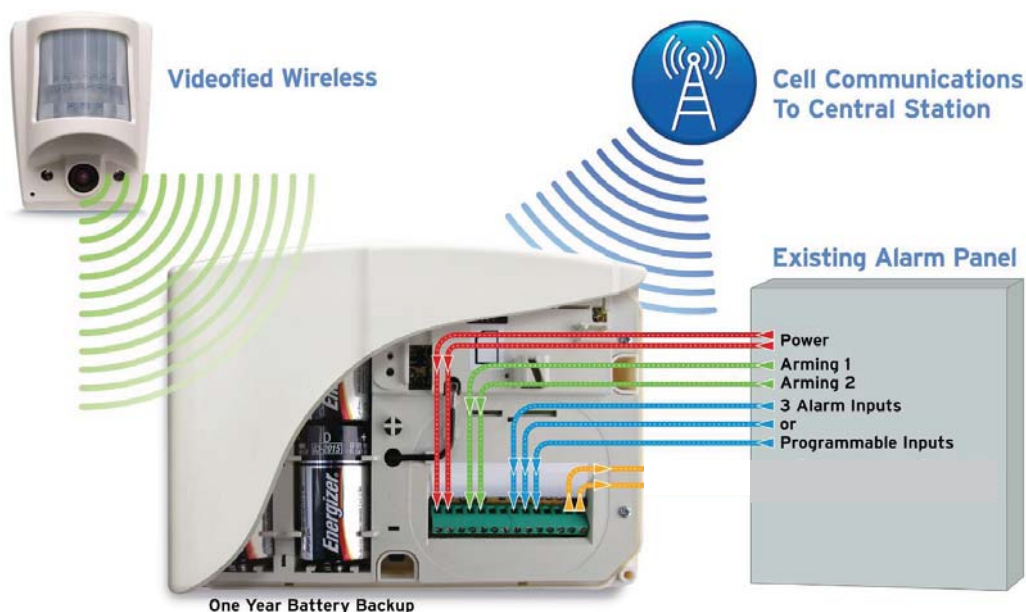 Videofied Wireless
Cell Communications
To Central Station
Existing Alarm Panel
Power
Arming 1
Arming 2
3 Alarm Inputs
or
Programmable Inputs
D
Energizer
Energizer
One Year Battery Backup